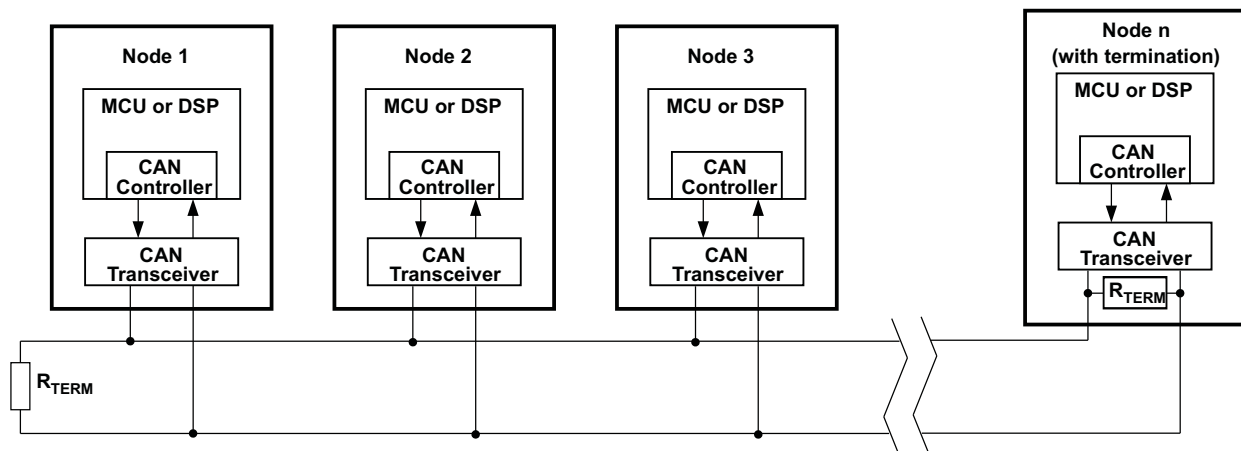 Node 1
MCU or DSP
CAN
Controller
CAN
Transceiver
Node 2
MCU or DSP
CAN
Controller
CAN
Transceiver
Node 3
MCU or DSP
CAN
Controller
CAN
Transceiver
Node n
(with termination)
MCU or DSP
CAN
Controller
CAN
Transceiver
RTERM
RTERM